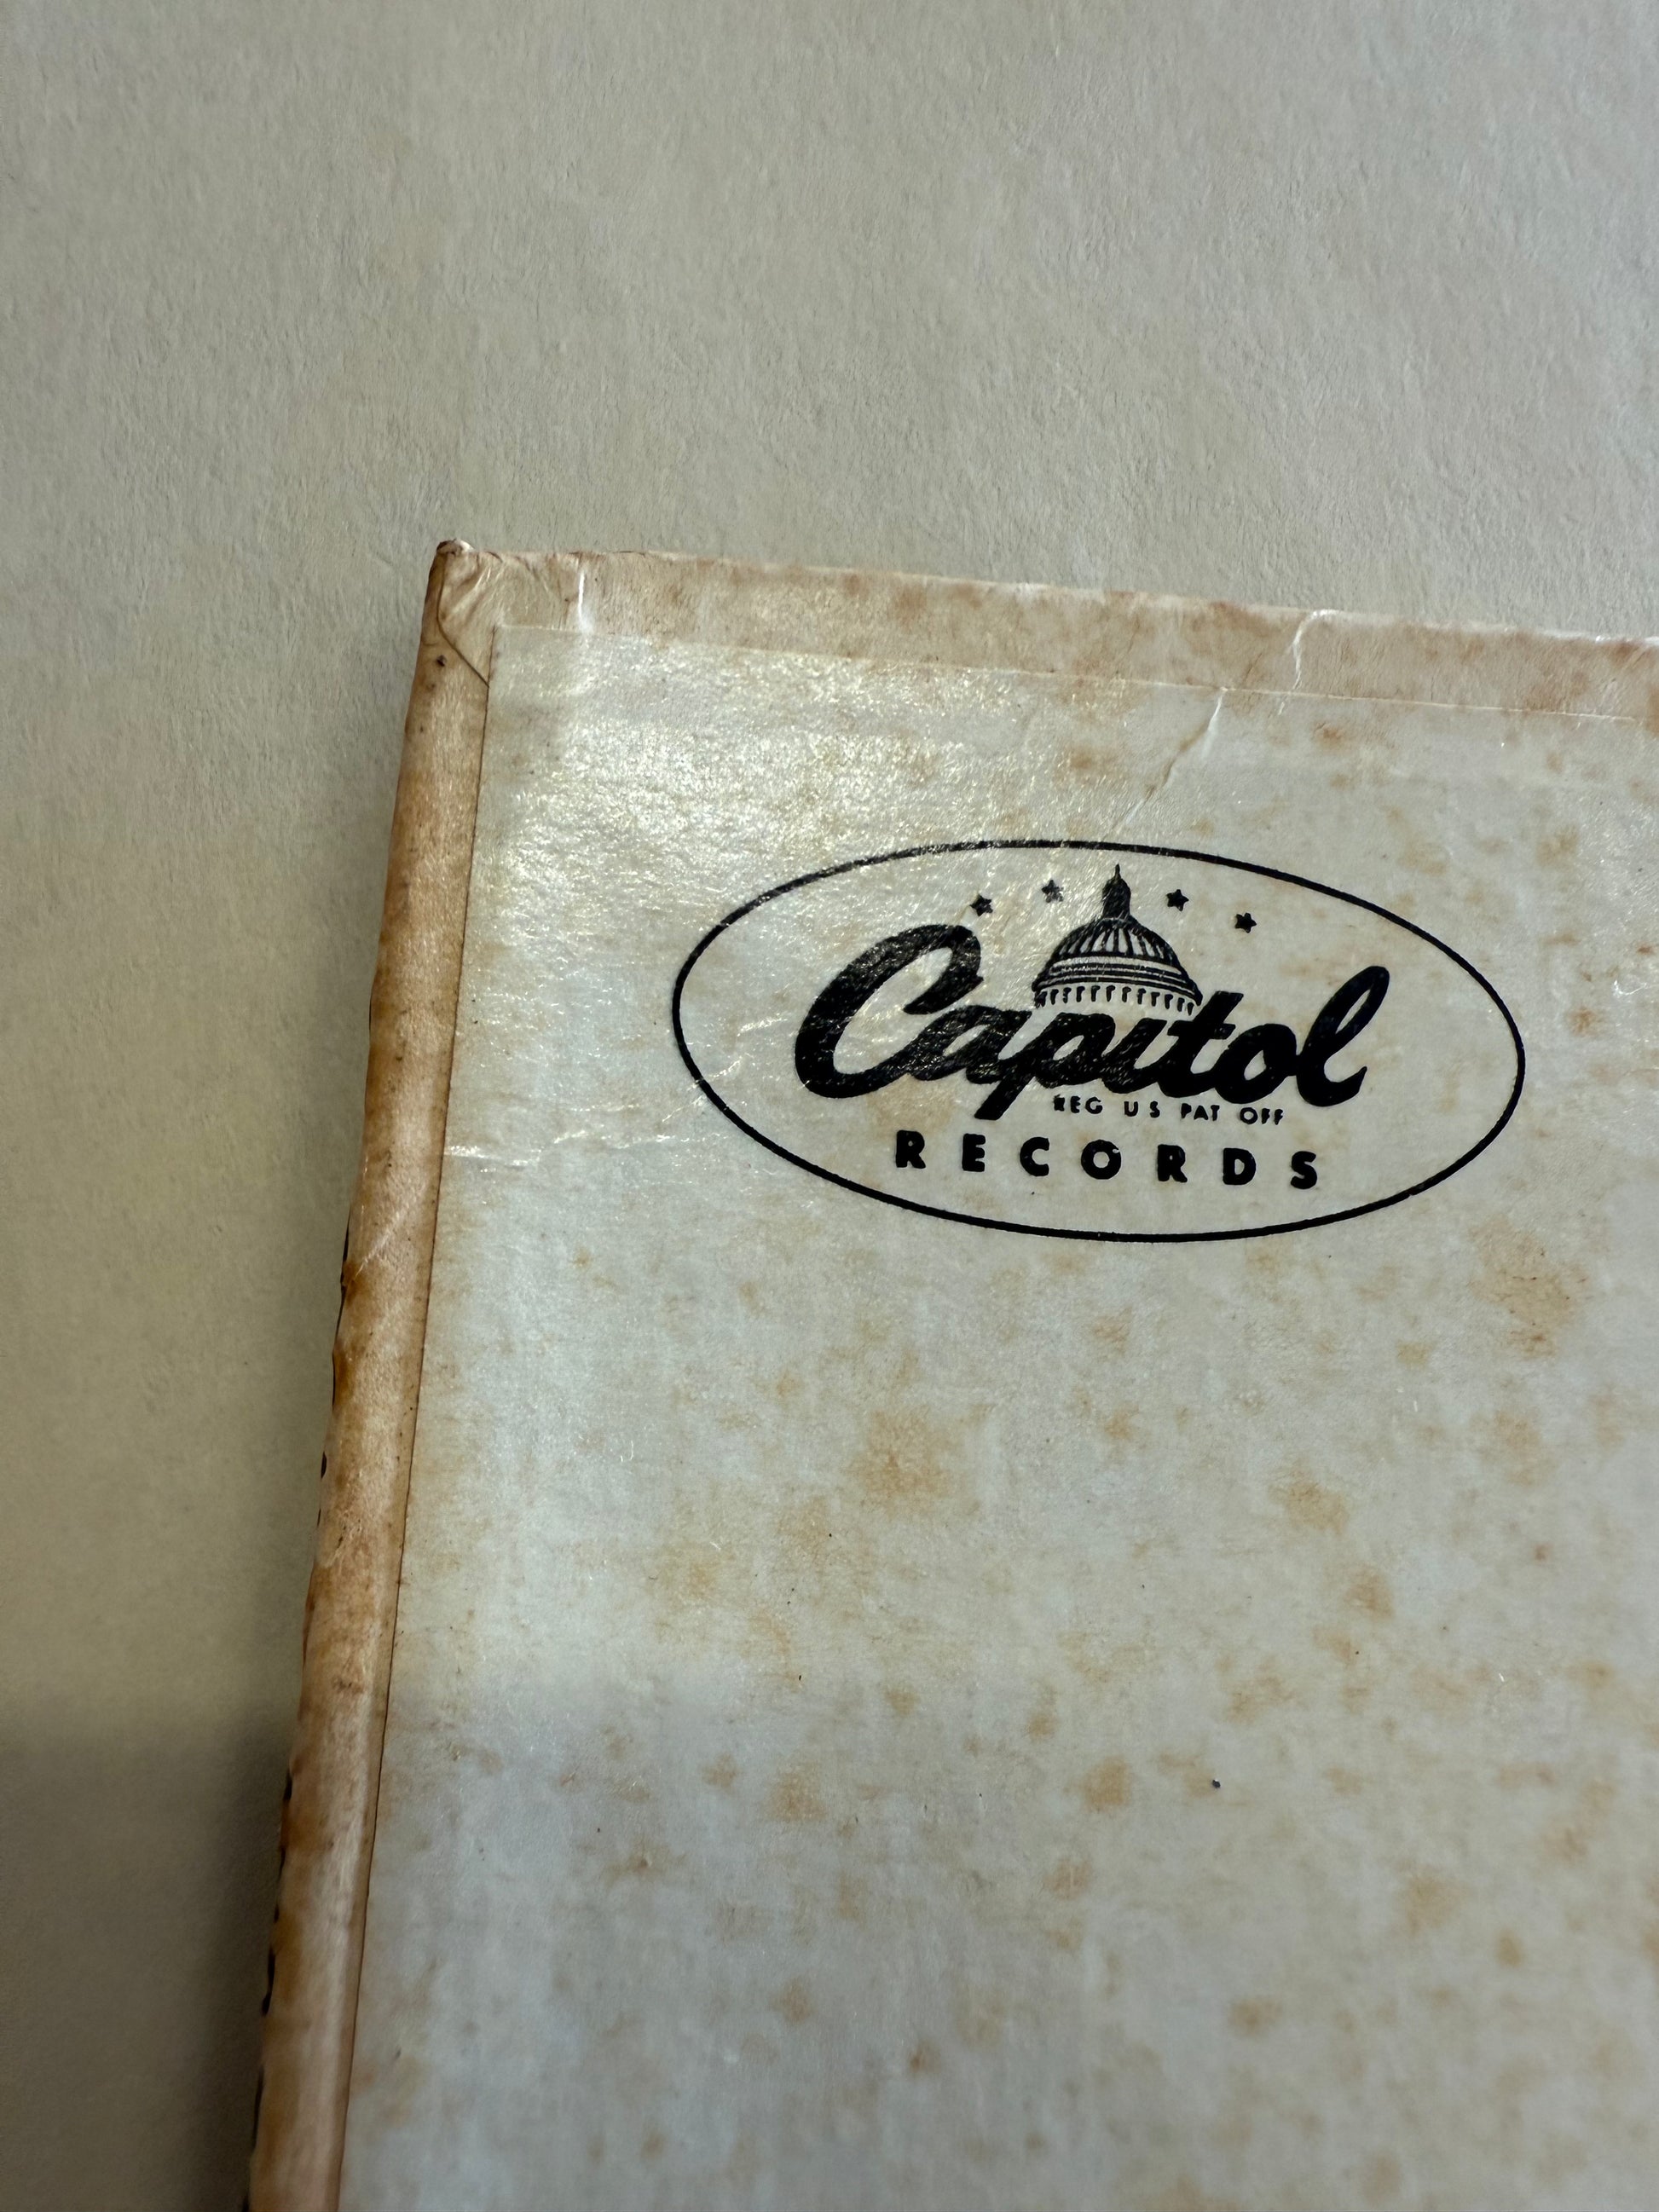 Capitol
REG US PAT OFF
RECORDS